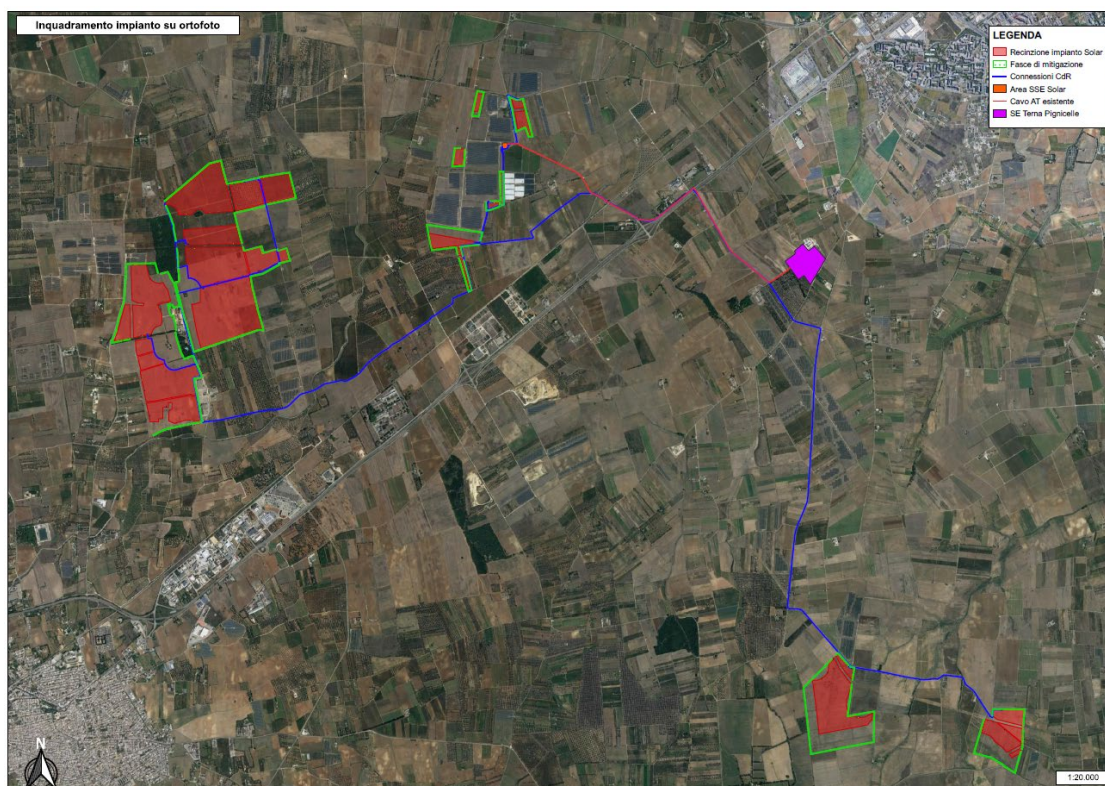 Inquadramento impianto su ortofoto
LEGENDA
Recinzione impianto Solar
Fasce di mitigazione
Connessioni CdR
Area SSE Solar
Cavo AT esistente
SE Terna Pignicelle
N
1:20.000